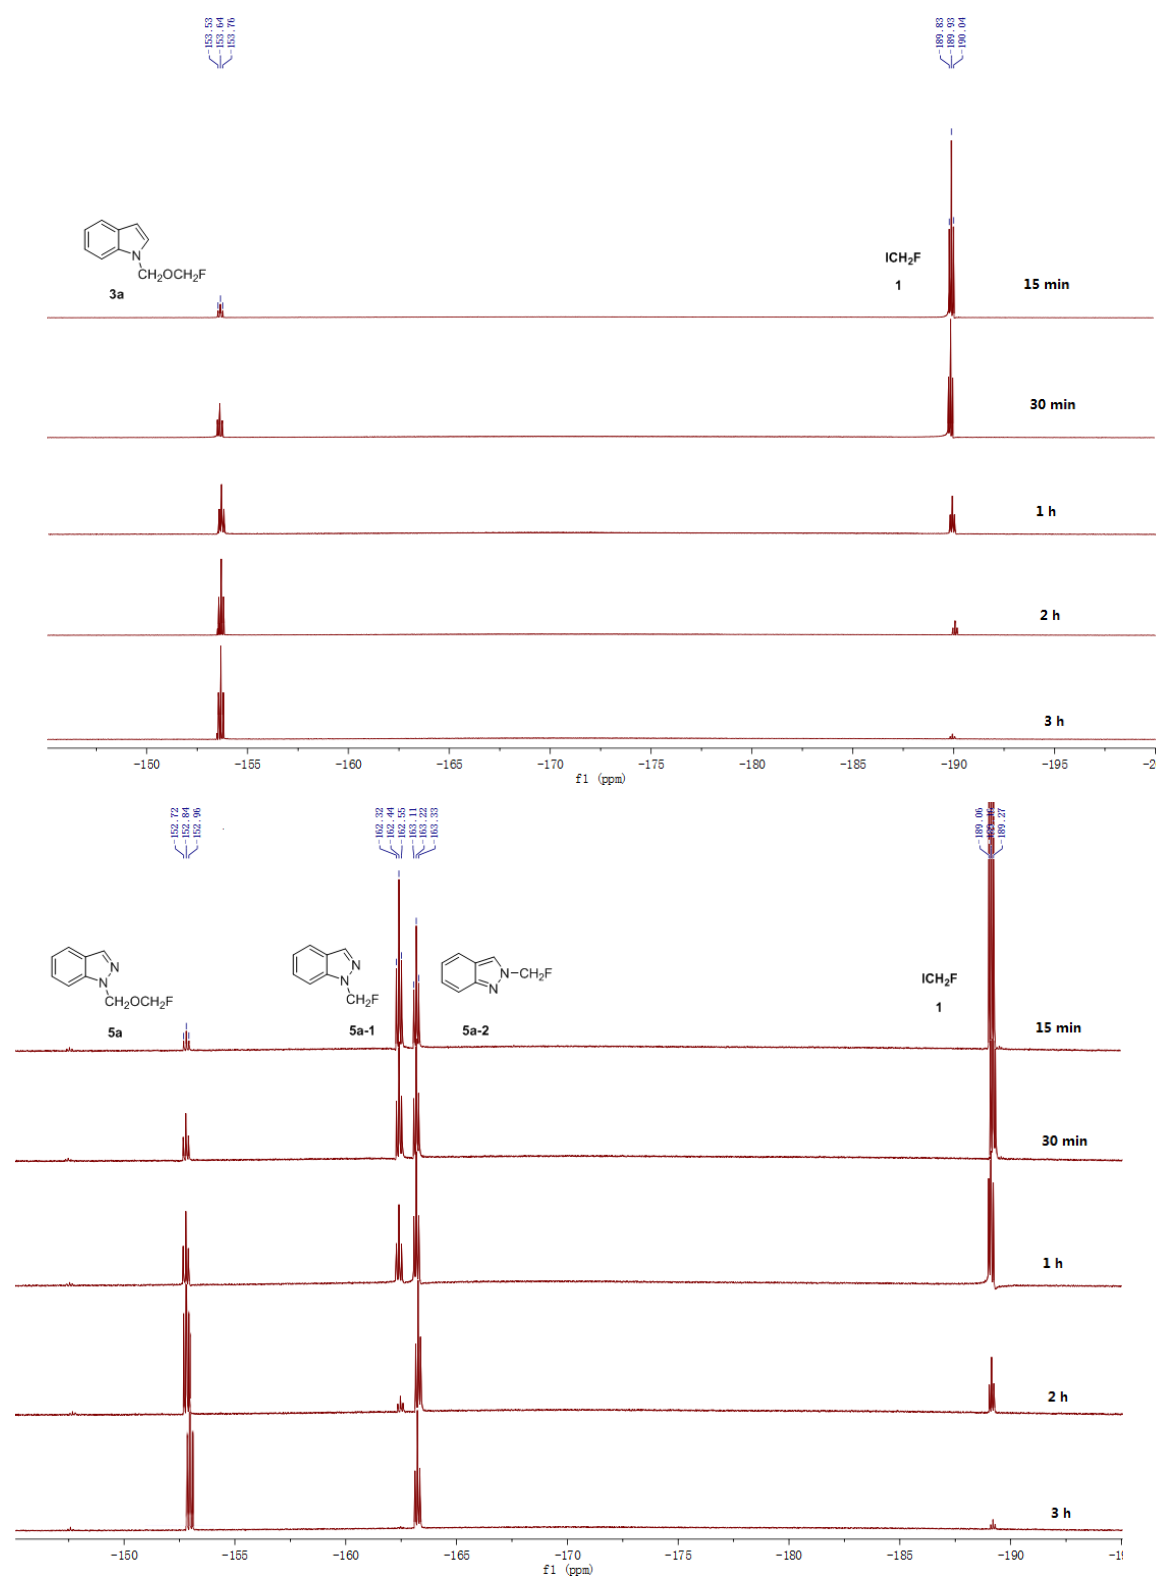 -153.53
-153.64
-153.76
-189.83
-189.93
-190.04
N
CH₂OCH₂F
3a
ICH₂F
1
15 min
30 min
1 h
2 h
3 h
-150 -155 -160 -165 -170 -175 -180 -185 -190 -195 -2
f1 (ppm)
-152.72
-152.84
-152.96
-162.32
-162.44
-162.55
-163.11
-163.22
-163.33
-189.06
-189.27
N
N
CH₂OCH₂F
5a
N
N
CH₂F
5a-1
N-CH₂F
N
5a-2
ICH₂F
1
15 min
30 min
1 h
2 h
3 h
-150 -155 -160 -165 -170 -175 -180 -185 -190
f1 (ppm)